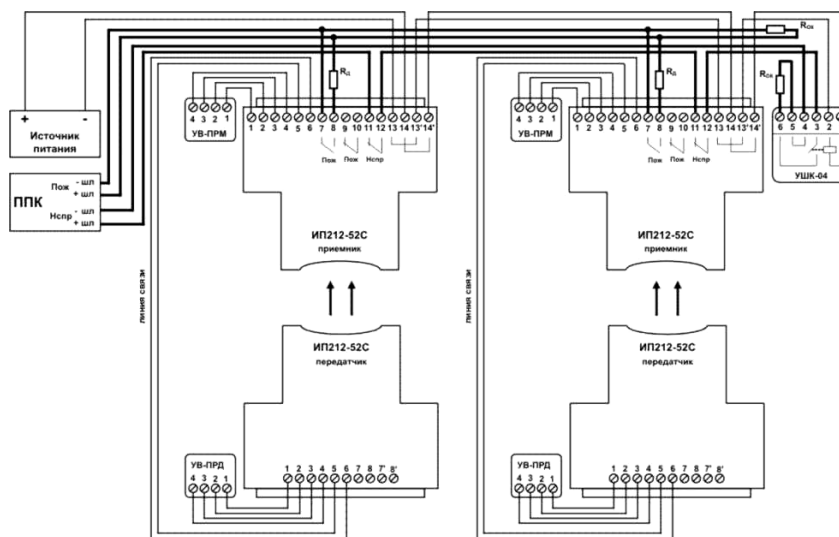 Rок
Rд
Rд
Rок
4 3 2 1
УВ-ПРМ
1 2 3 4 5 6 7 8 9 10 11 12 13 14 13' 14'
Пож Пож Нспр
4 3 2 1
УВ-ПРМ
1 2 3 4 5 6 7 8 9 10 11 12 13 14 13' 14'
Пож Пож Нспр
6 5 4 3 2
УШК-04
+ -
Источник
питания
ППК
Пож
- шл
+ шл
Нспр
- шл
+ шл
ИП212-52С
приемник
ИП212-52С
приемник
линия связи
линия связи
ИП212-52С
передатчик
ИП212-52С
передатчик
УВ-ПРД
4 3 2 1
1 2 3 4 5 6 7 8 7' 8'
УВ-ПРД
4 3 2 1
1 2 3 4 5 6 7 8 7' 8'